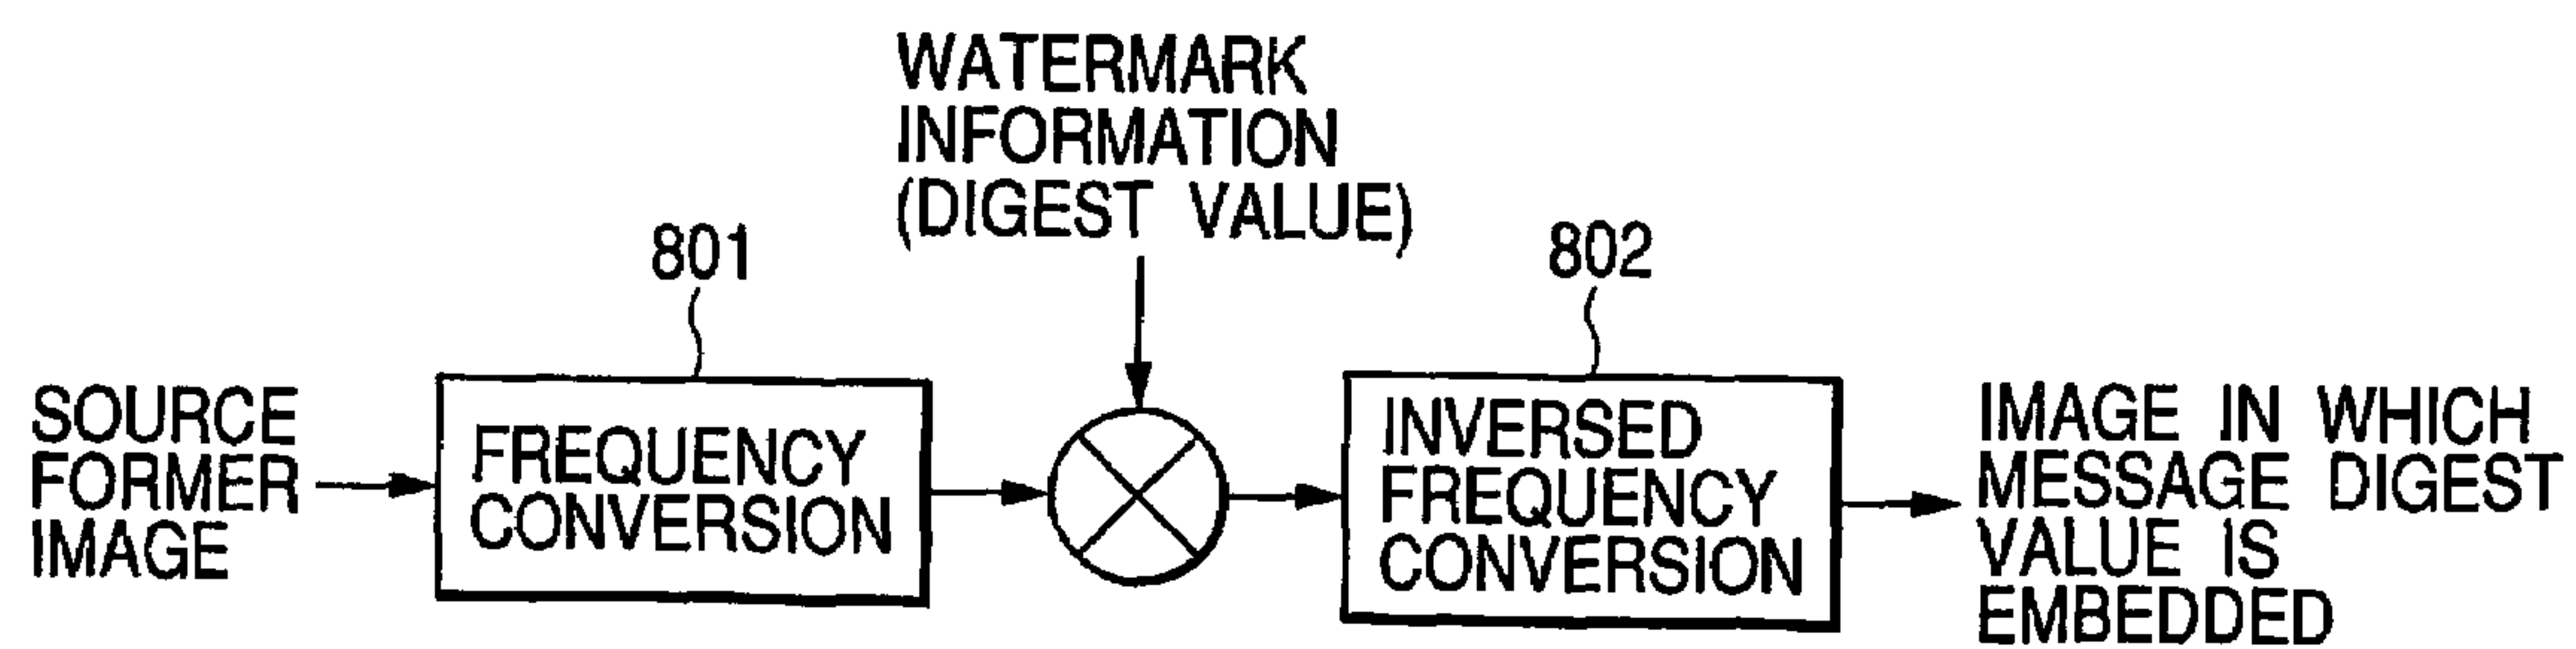 WATERMARK
INFORMATION
(DIGEST VALUE)
801
802
SOURCE
FORMER
IMAGE
FREQUENCY
CONVERSION
INVERSED
FREQUENCY
CONVERSION
IMAGE IN WHICH
MESSAGE DIGEST
VALUE IS
EMBEDDED